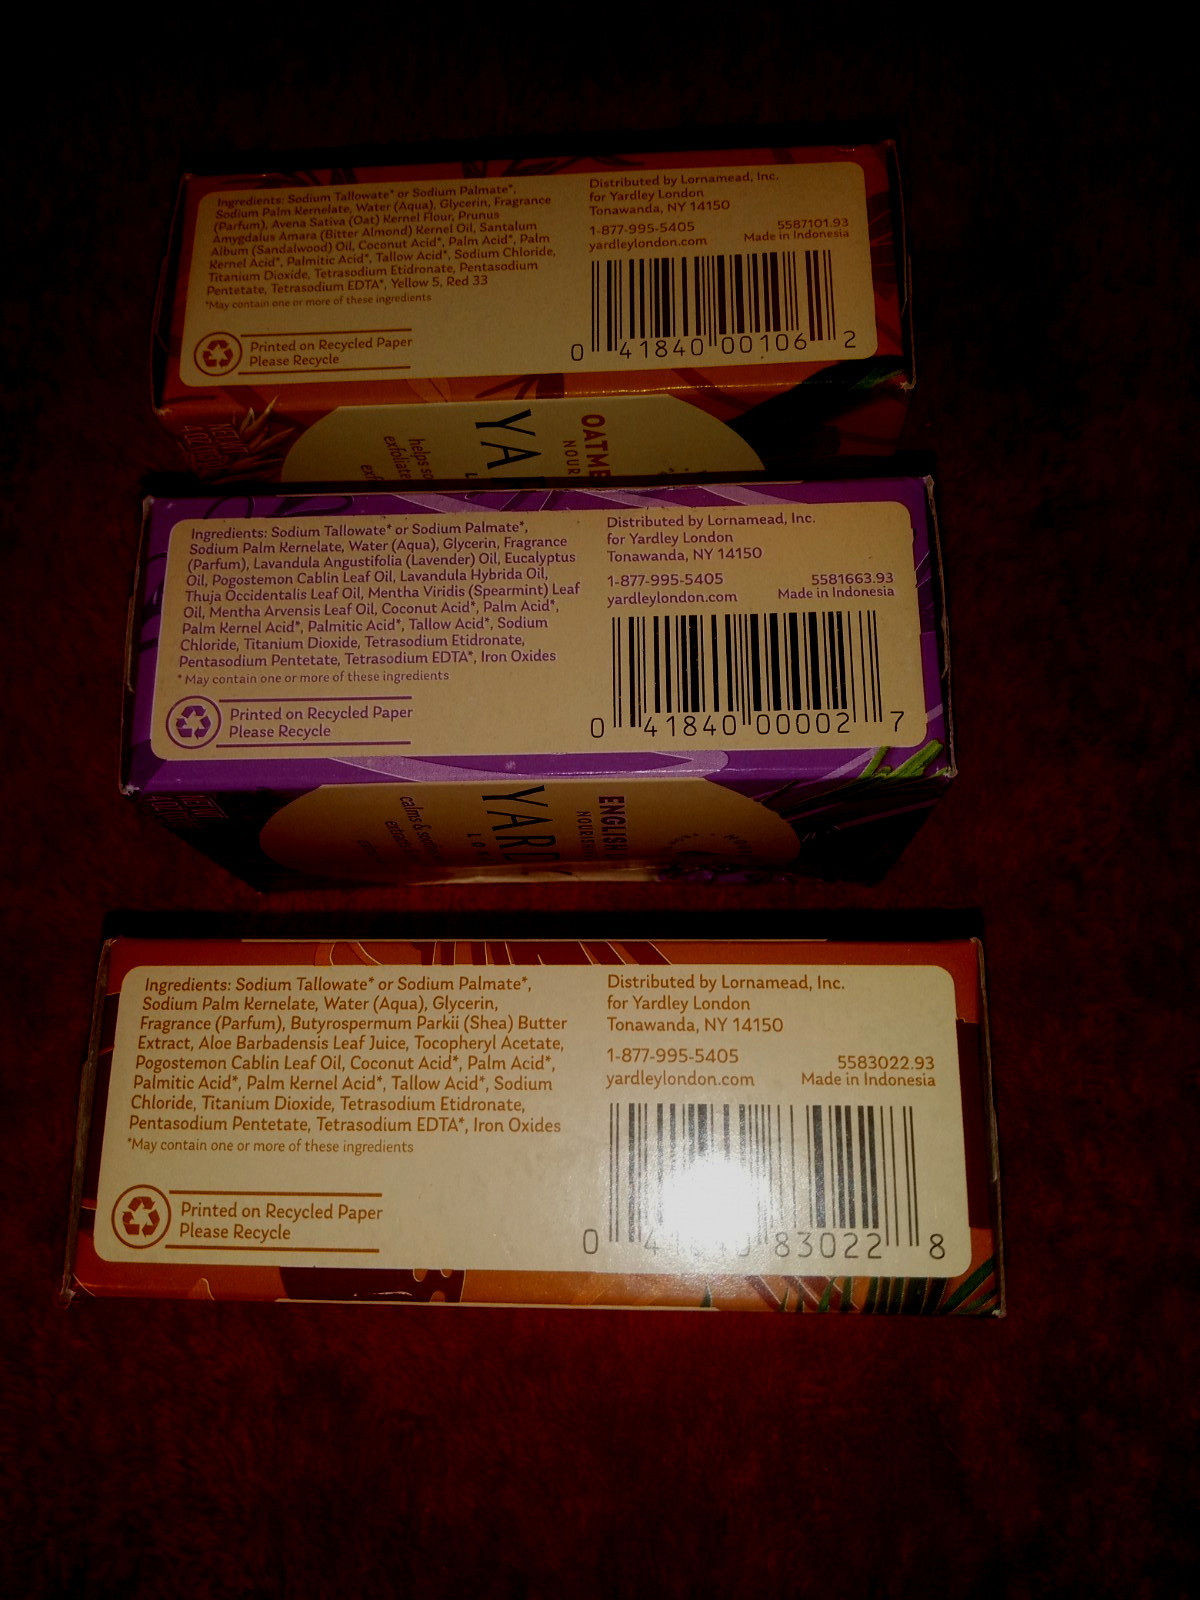 Ingredients: Sodium Tallowate* or Sodium Palmate*,
Sodium Palm Kernelate, Water (Aqua), Glycerin, Fragrance
(Parfum), Avena Sativa (Oat) Kernel Flour, Prunus
Amygdalus Amara (Bitter Almond) Kernel Oil, Santalum
Album (Sandalwood) Oil, Coconut Acid*, Palm Acid*, Palm
Kernel Acid*, Palmitic Acid*, Tallow Acid*, Sodium Chloride,
Titanium Dioxide, Tetrasodium Etidronate, Pentasodium
Pentetate, Tetrasodium EDTA*, Yellow 5, Red 33
*May contain one or more of these ingredients
Printed on Recycled Paper
Please Recycle
Distributed by Lornamead, Inc.
for Yardley London
Tonawanda, NY 14150
1-877-995-5405
yardleylondon.com
5587101.93
Made in Indonesia
0 41840 00106 2
OATME
NOUR
YA
L
helps so
exfoliate
exf
Ingredients: Sodium Tallowate* or Sodium Palmate*,
Sodium Palm Kernelate, Water (Aqua), Glycerin, Fragrance
(Parfum), Lavandula Angustifolia (Lavender) Oil, Eucalyptus
Oil, Pogostemon Cablin Leaf Oil, Lavandula Hybrida Oil,
Thuja Occidentalis Leaf Oil, Mentha Viridis (Spearmint) Leaf
Oil, Mentha Arvensis Leaf Oil, Coconut Acid*, Palm Acid*,
Palm Kernel Acid*, Palmitic Acid*, Tallow Acid*, Sodium
Chloride, Titanium Dioxide, Tetrasodium Etidronate,
Pentasodium Pentetate, Tetrasodium EDTA*, Iron Oxides
* May contain one or more of these ingredients
Printed on Recycled Paper
Please Recycle
Distributed by Lornamead, Inc.
for Yardley London
Tonawanda, NY 14150
1-877-995-5405
yardleylondon.com
5581663.93
Made in Indonesia
0 41840 00002 7
ENGLISH
NOURISH
YARD
LO
calms & soothe
Ingredients: Sodium Tallowate* or Sodium Palmate*,
Sodium Palm Kernelate, Water (Aqua), Glycerin,
Fragrance (Parfum), Butyrospermum Parkii (Shea) Butter
Extract, Aloe Barbadensis Leaf Juice, Tocopheryl Acetate,
Pogostemon Cablin Leaf Oil, Coconut Acid*, Palm Acid*,
Palmitic Acid*, Palm Kernel Acid*, Tallow Acid*, Sodium
Chloride, Titanium Dioxide, Tetrasodium Etidronate,
Pentasodium Pentetate, Tetrasodium EDTA*, Iron Oxides
*May contain one or more of these ingredients
Printed on Recycled Paper
Please Recycle
Distributed by Lornamead, Inc.
for Yardley London
Tonawanda, NY 14150
1-877-995-5405
yardleylondon.com
5583022.93
Made in Indonesia
0 83022 8